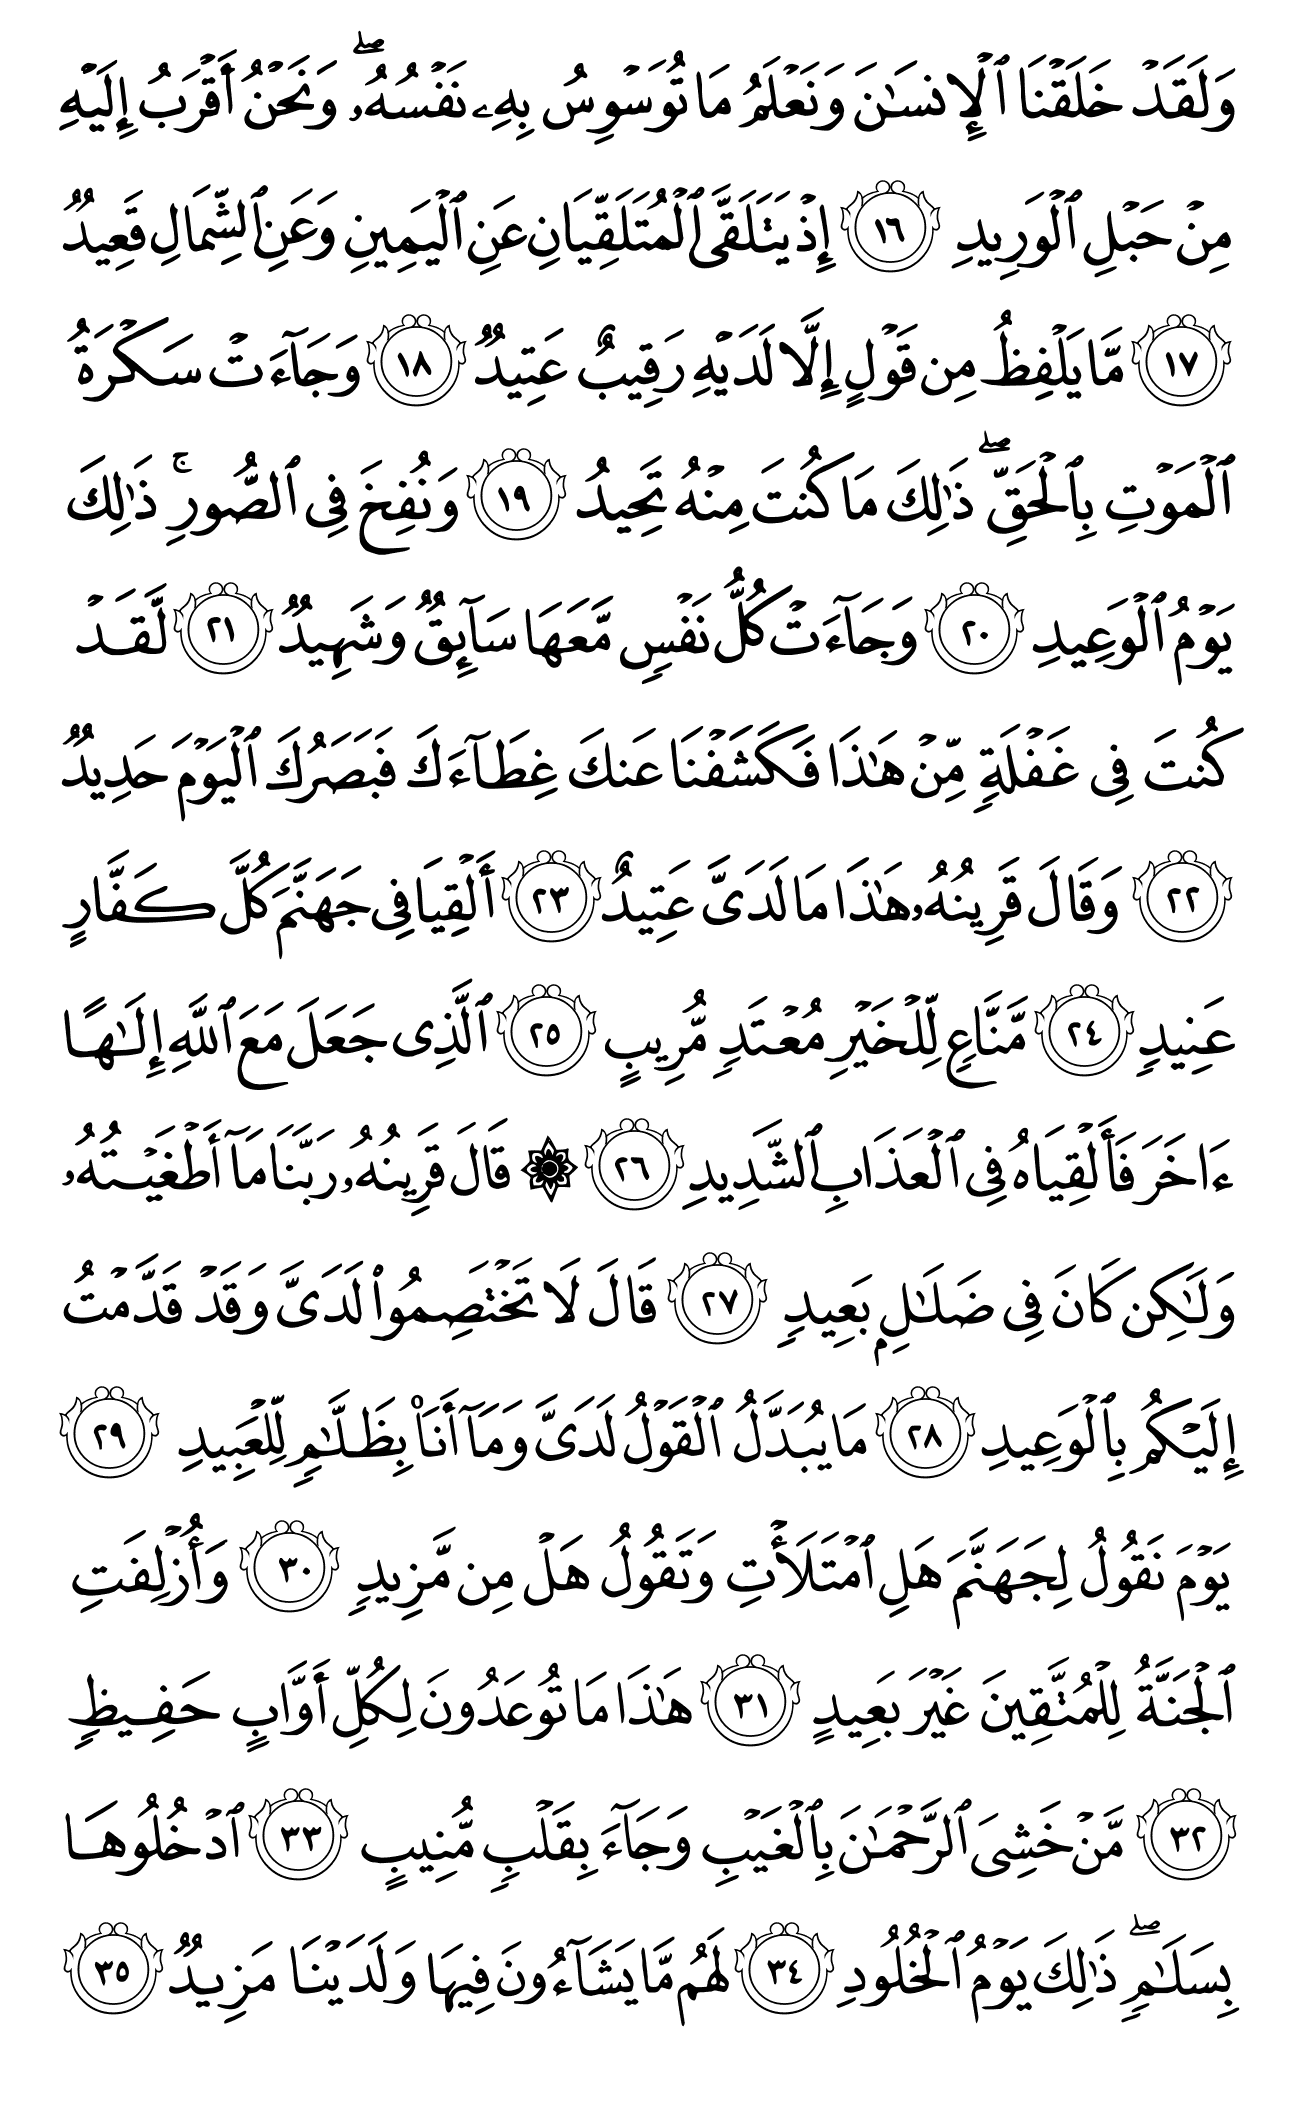 وَلَقَدۡ خَلَقۡنَا ٱلۡإِنسَٰنَ وَنَعۡلَمُ مَا تُوَسۡوِسُ بِهِۦ نَفۡسُهُۥۖ وَنَحۡنُ أَقۡرَبُ إِلَيۡهِ
مِنۡ حَبۡلِ ٱلۡوَرِيدِ ١٦ إِذۡ يَتَلَقَّى ٱلۡمُتَلَقِّيَانِ عَنِ ٱلۡيَمِينِ وَعَنِ ٱلشِّمَالِ قَعِيدٞ
١٧ مَّا يَلۡفِظُ مِن قَوۡلٍ إِلَّا لَدَيۡهِ رَقِيبٌ عَتِيدٞ ١٨ وَجَآءَتۡ سَكۡرَةُ
ٱلۡمَوۡتِ بِٱلۡحَقِّۖ ذَٰلِكَ مَا كُنتَ مِنۡهُ تَحِيدُ ١٩ وَنُفِخَ فِي ٱلصُّورِۚ ذَٰلِكَ
يَوۡمُ ٱلۡوَعِيدِ ٢٠ وَجَآءَتۡ كُلُّ نَفۡسٖ مَّعَهَا سَآئِقٞ وَشَهِيدٞ ٢١ لَّقَدۡ
كُنتَ فِي غَفۡلَةٖ مِّنۡ هَٰذَا فَكَشَفۡنَا عَنكَ غِطَآءَكَ فَبَصَرُكَ ٱلۡيَوۡمَ حَدِيدٞ
٢٢ وَقَالَ قَرِينُهُۥ هَٰذَا مَا لَدَيَّ عَتِيدٌ ٢٣ أَلۡقِيَا فِي جَهَنَّمَ كُلَّ كَفَّارٍ
عَنِيدٖ ٢٤ مَّنَّاعٖ لِّلۡخَيۡرِ مُعۡتَدٖ مُّرِيبٍ ٢٥ ٱلَّذِي جَعَلَ مَعَ ٱللَّهِ إِلَٰهًا
ءَاخَرَ فَأَلۡقِيَاهُ فِي ٱلۡعَذَابِ ٱلشَّدِيدِ ٢٦ ۞ قَالَ قَرِينُهُۥ رَبَّنَا مَآ أَطۡغَيۡتُهُۥ
وَلَٰكِن كَانَ فِي ضَلَٰلِۭ بَعِيدٖ ٢٧ قَالَ لَا تَخۡتَصِمُواْ لَدَيَّ وَقَدۡ قَدَّمۡتُ
إِلَيۡكُم بِٱلۡوَعِيدِ ٢٨ مَا يُبَدَّلُ ٱلۡقَوۡلُ لَدَيَّ وَمَآ أَنَا۠ بِظَلَّٰمٖ لِّلۡعَبِيدِ ٢٩
يَوۡمَ نَقُولُ لِجَهَنَّمَ هَلِ ٱمۡتَلَأۡتِ وَتَقُولُ هَلۡ مِن مَّزِيدٖ ٣٠ وَأُزۡلِفَتِ
ٱلۡجَنَّةُ لِلۡمُتَّقِينَ غَيۡرَ بَعِيدٍ ٣١ هَٰذَا مَا تُوعَدُونَ لِكُلِّ أَوَّابٍ حَفِيظٖ
٣٢ مَّنۡ خَشِيَ ٱلرَّحۡمَٰنَ بِٱلۡغَيۡبِ وَجَآءَ بِقَلۡبٖ مُّنِيبٍ ٣٣ ٱدۡخُلُوهَا
بِسَلَٰمٖۖ ذَٰلِكَ يَوۡمُ ٱلۡخُلُودِ ٣٤ لَهُم مَّا يَشَآءُونَ فِيهَا وَلَدَيۡنَا مَزِيدٞ ٣٥